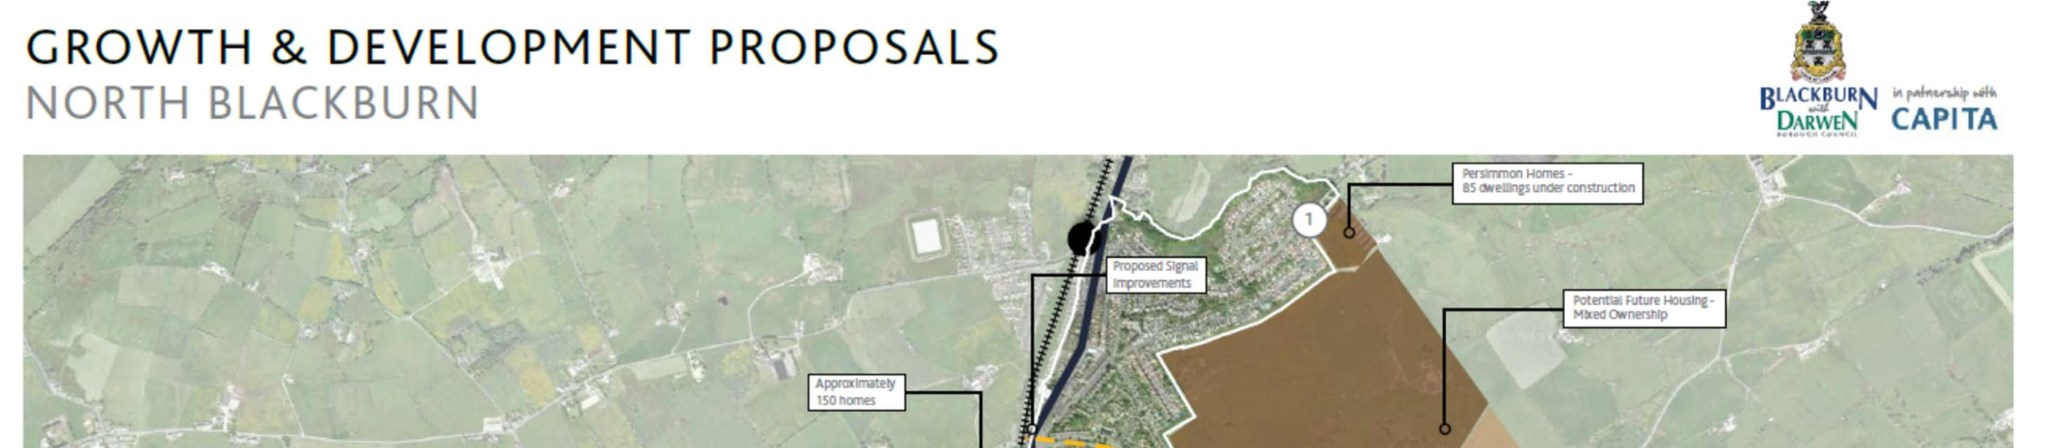 GROWTH & DEVELOPMENT PROPOSALS
NORTH BLACKBURN
BLACKBURN
with
DARWEN
BOROUGH COUNCIL
in partnership with
CAPITA
Persimmon Homes -
85 dwellings under construction
1
Proposed Signal
Improvements
Potential Future Housing -
Mixed Ownership
Approximately
150 homes